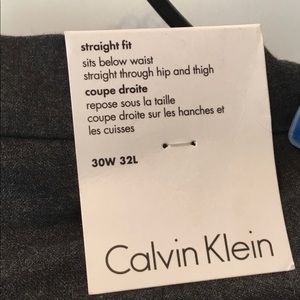 straight fit
sits below waist
straight through hip and thigh
coupe droite
repose sous la taille
coupe droite sur les hanches et
les cuisses
30W 32L
Calvin Klein